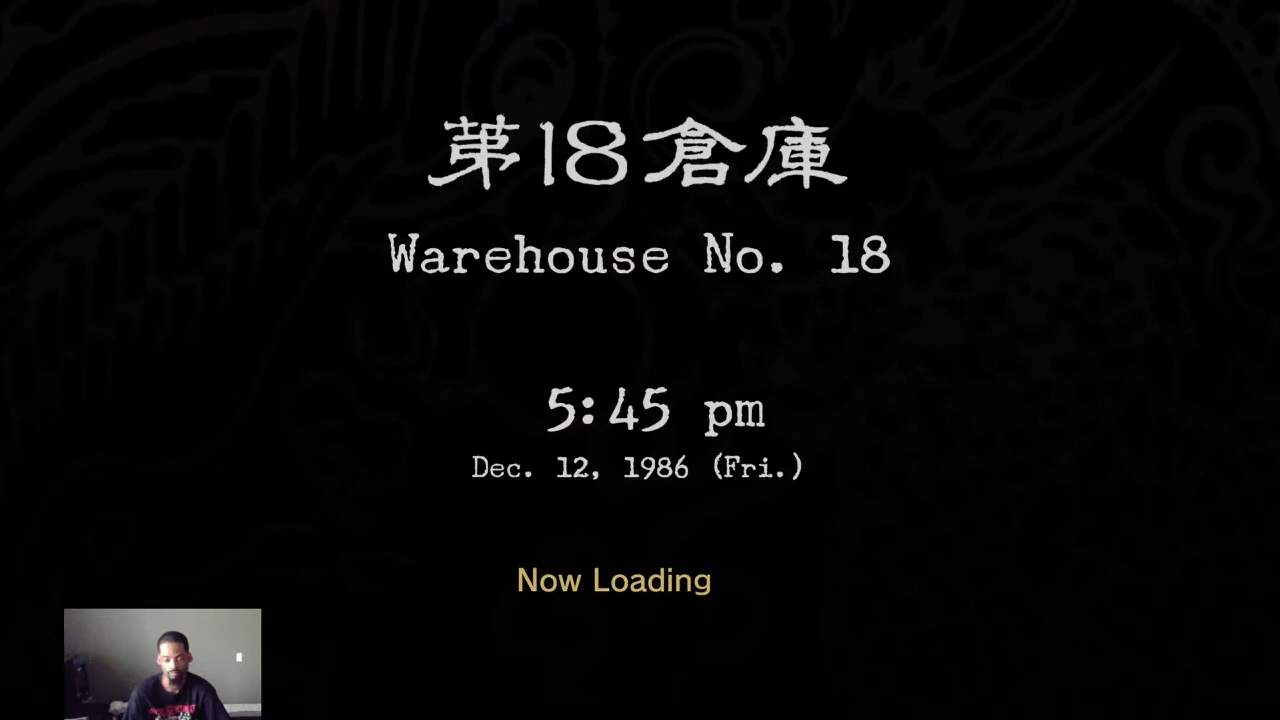 第18倉庫
Warehouse No. 18
5:45 pm
Dec. 12, 1986 (Fri.)
Now Loading